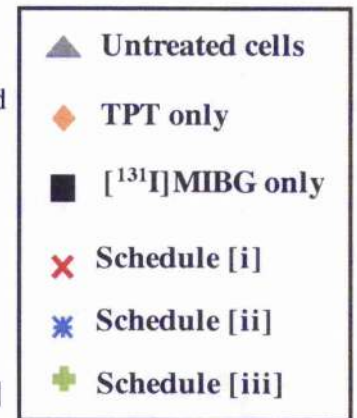 Untreated cells
TPT only
[¹³¹I]MIBG only
Schedule [i]
Schedule [ii]
Schedule [iii]